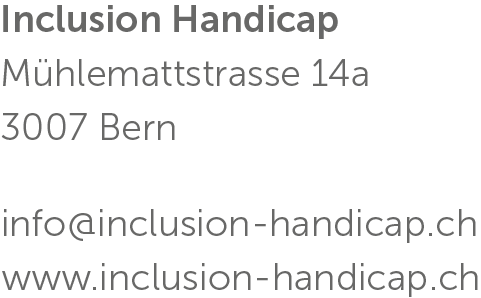 Inclusion Handicap
Mühlemattstrasse 14a
3007 Bern
info@inclusion-handicap.ch
www.inclusion-handicap.ch